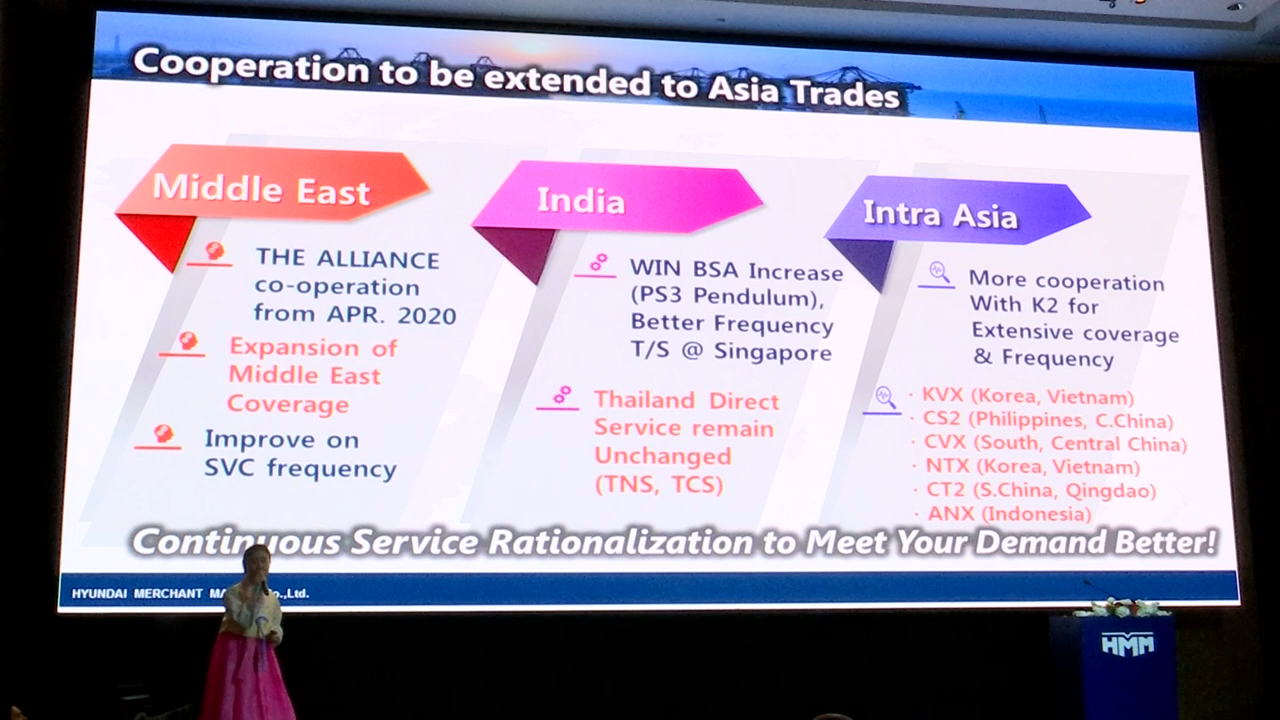 Cooperation to be extended to Asia Trades
Middle East
THE ALLIANCE
co-operation
from APR. 2020
Expansion of
Middle East
Coverage
Improve on
SVC frequency
India
WIN BSA Increase
(PS3 Pendulum),
Better Frequency
T/S @ Singapore
Thailand Direct
Service remain
Unchanged
(TNS, TCS)
Intra Asia
More cooperation
With K2 for
Extensive coverage
& Frequency
· KVX (Korea, Vietnam)
· CS2 (Philippines, C.China)
· CVX (South, Central China)
· NTX (Korea, Vietnam)
· CT2 (S.China, Qingdao)
· ANX (Indonesia)
Continuous Service Rationalization to Meet Your Demand Better!
HYUNDAI MERCHANT Ltd.
HMM